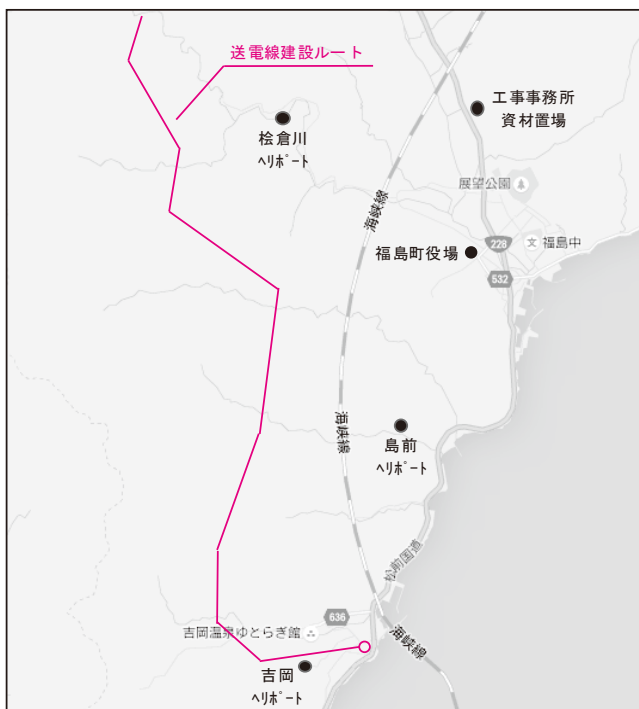 送電線建設ルート
工事事務所
資材置場
桧倉川
ヘリポート
展望公園
海峡線
228
福島中
福島町役場
532
海峡線
島前
ヘリポート
松前国道
636
吉岡温泉ゆとらぎ館
海峡線
吉岡
ヘリポート